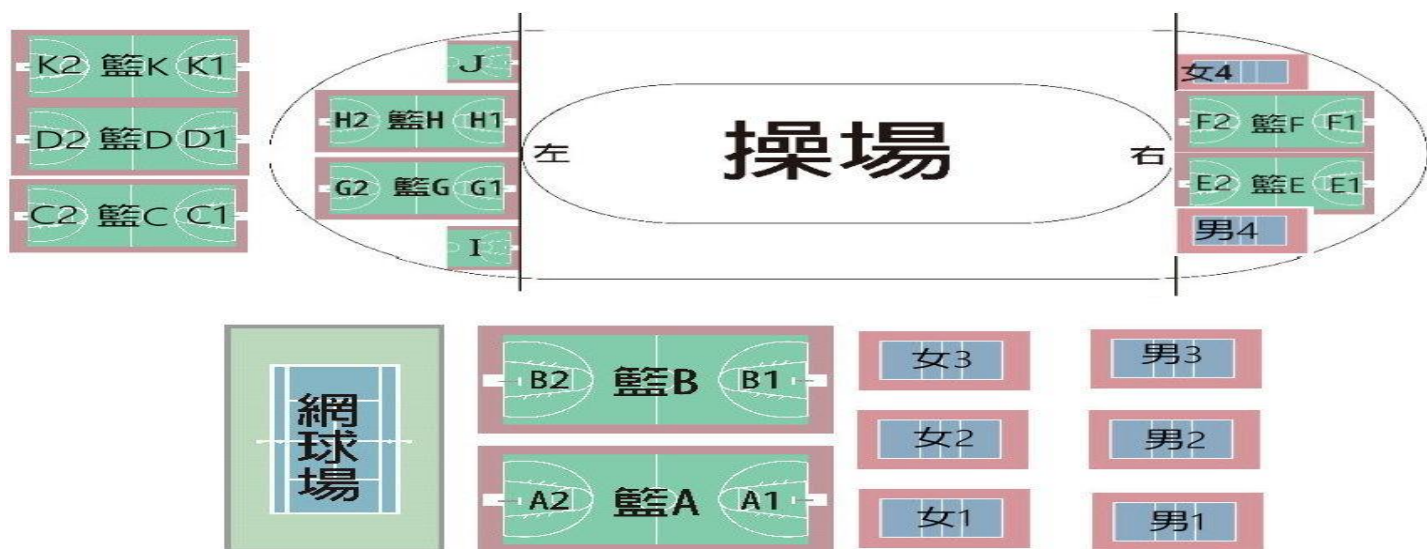 K2 籃K K1
D2 籃D D1
C2 籃C C1
J
H2 籃H H1
G2 籃G G1
I
左 操場 右
女4
F2 籃F F1
E2 籃E E1
男4
網球場
B2 籃B B1
A2 籃A A1
女3 男3
女2 男2
女1 男1